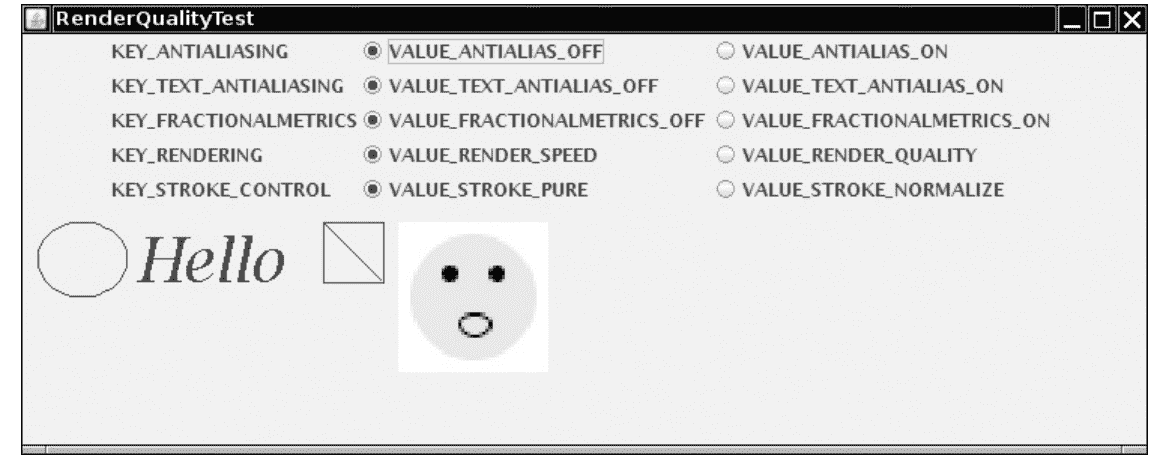 RenderQualityTest
KEY_ANTIALIASING VALUE_ANTIALIAS_OFF VALUE_ANTIALIAS_ON
KEY_TEXT_ANTIALIASING VALUE_TEXT_ANTIALIAS_OFF VALUE_TEXT_ANTIALIAS_ON
KEY_FRACTIONALMETRICS VALUE_FRACTIONALMETRICS_OFF VALUE_FRACTIONALMETRICS_ON
KEY_RENDERING VALUE_RENDER_SPEED VALUE_RENDER_QUALITY
KEY_STROKE_CONTROL VALUE_STROKE_PURE VALUE_STROKE_NORMALIZE
Hello